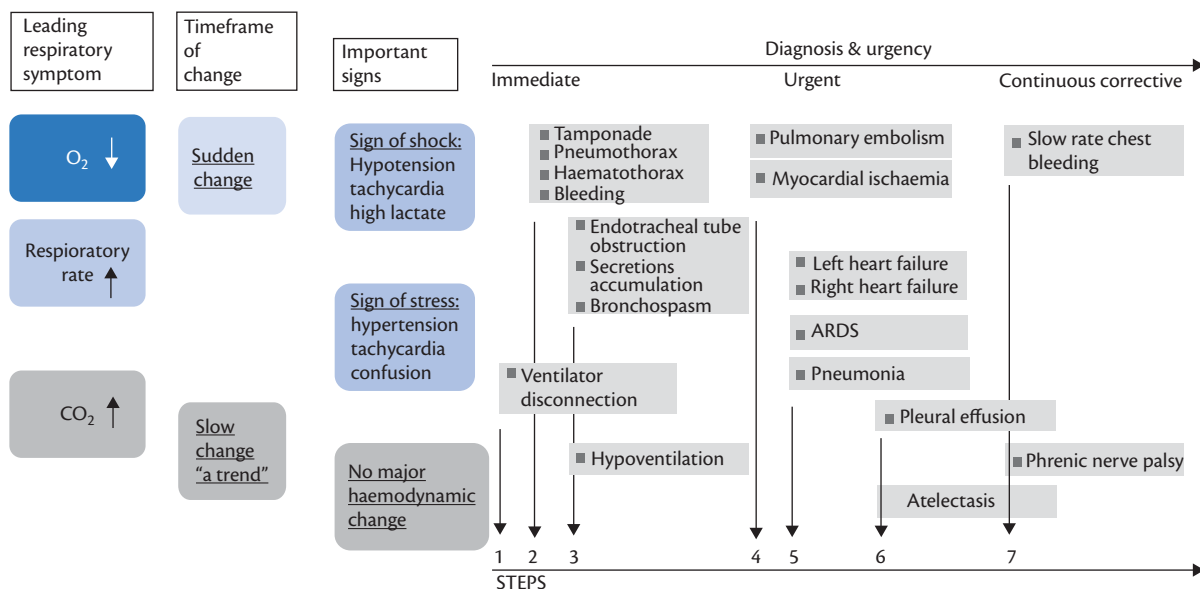 Leading
respiratory
symptom
Timeframe
of
change
Important
signs
Diagnosis & urgency
Immediate
Urgent
Continuous corrective
O₂ ↓
Respioratory
rate ↑
CO₂ ↑
Sudden
change
Slow
change
“a trend”
Sign of shock:
Hypotension
tachycardia
high lactate
Sign of stress:
hypertension
tachycardia
confusion
No major
haemodynamic
change
Tamponade
Pneumothorax
Haematothorax
Bleeding
Endotracheal tube
obstruction
Secretions
accumulation
Bronchospasm
Ventilator
disconnection
Hypoventilation
Pulmonary embolism
Myocardial ischaemia
Left heart failure
Right heart failure
ARDS
Pneumonia
Pleural effusion
Atelectasis
Slow rate chest
bleeding
Phrenic nerve palsy
1 2 3 4 5 6 7
STEPS